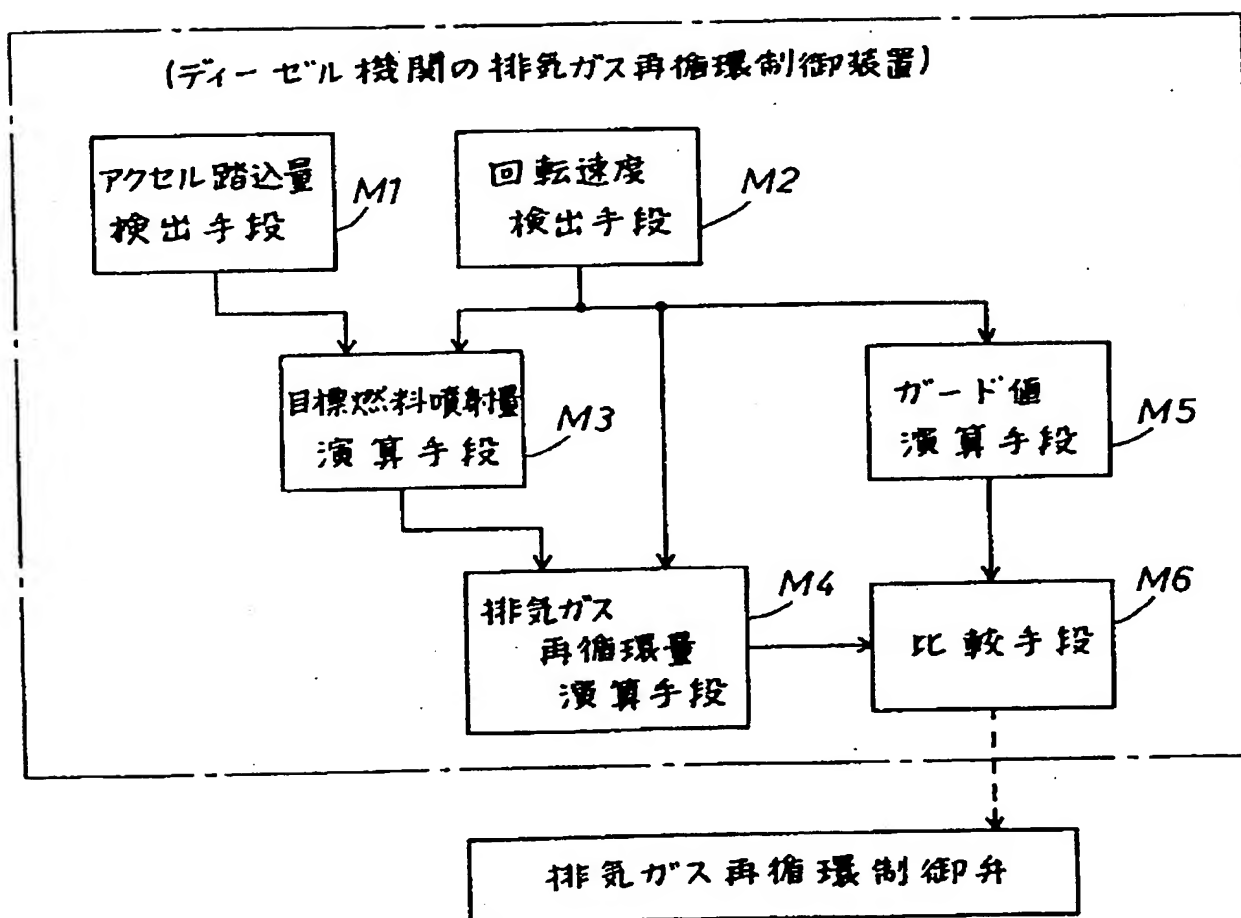 (ディーゼル機関の排気ガス再循環制御装置)
アクセル踏込量
検出手段
M1
回転速度
検出手段
M2
目標燃料噴射量
演算手段
M3
ガード値
演算手段
M5
排気ガス
再循環量
演算手段
M4
比較手段
M6
排気ガス再循環制御弁